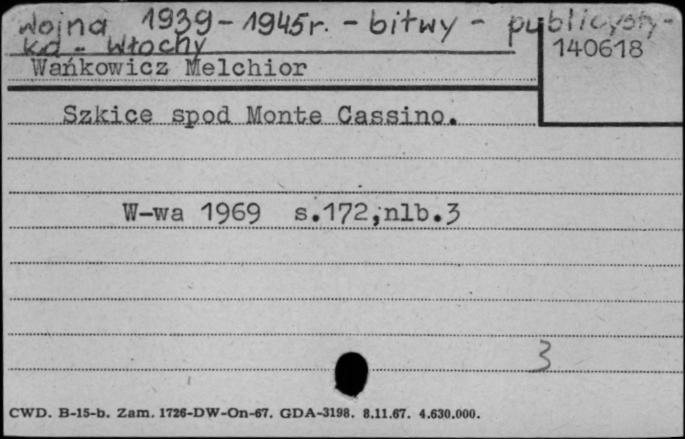 Wojna 1939-1945r. - bitwy - publicysty-
ka - Włochy
140618
Wańkowicz Melchior
Szkice spod Monte Cassino.
W-wa 1969 s.172,nlb.3
3
CWD. B-15-b. Zam. 1726-DW-On-67. GDA-3198. 8.11.67. 4.630.000.